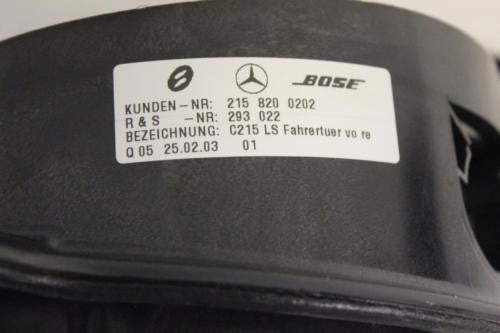 BOSE
KUNDEN-NR: 215 820 0202
R & S -NR: 293 022
BEZEICHNUNG: C215 LS Fahrertuer vo re
Q 05 25.02.03 01